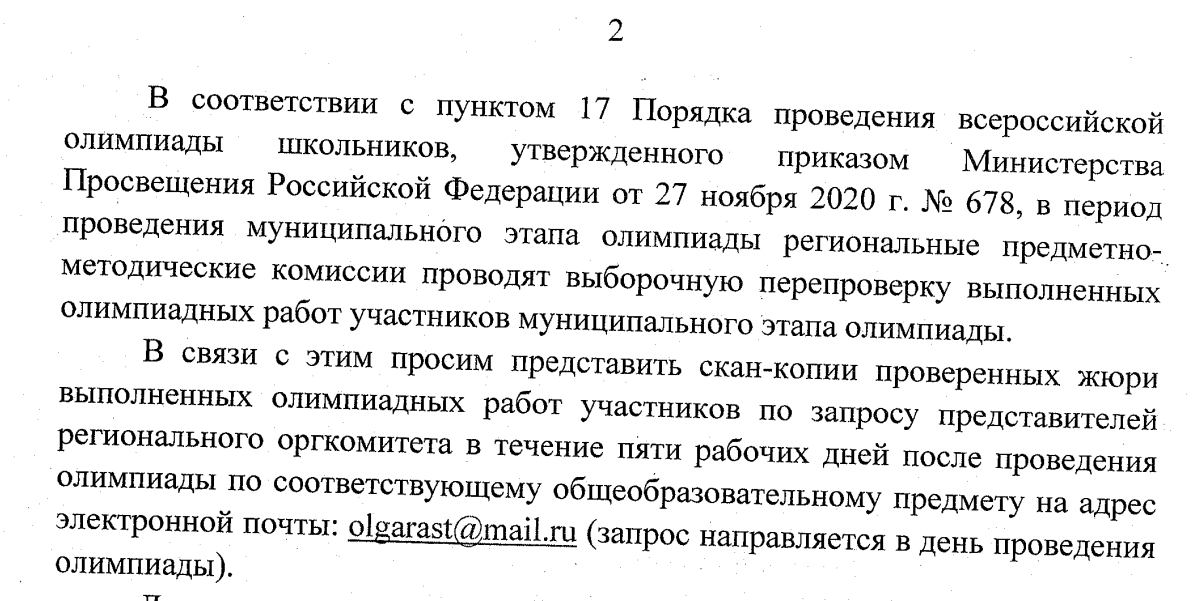 2
В соответствии с пунктом 17 Порядка проведения всероссийской
олимпиады школьников, утвержденного приказом Министерства
Просвещения Российской Федерации от 27 ноября 2020 г. № 678, в период
проведения муниципального этапа олимпиады региональные предметно-
методические комиссии проводят выборочную перепроверку выполненных
олимпиадных работ участников муниципального этапа олимпиады.
В связи с этим просим представить скан-копии проверенных жюри
выполненных олимпиадных работ участников по запросу представителей
регионального оргкомитета в течение пяти рабочих дней после проведения
олимпиады по соответствующему общеобразовательному предмету на адрес
электронной почты: olgarast@mail.ru (запрос направляется в день проведения
олимпиады).